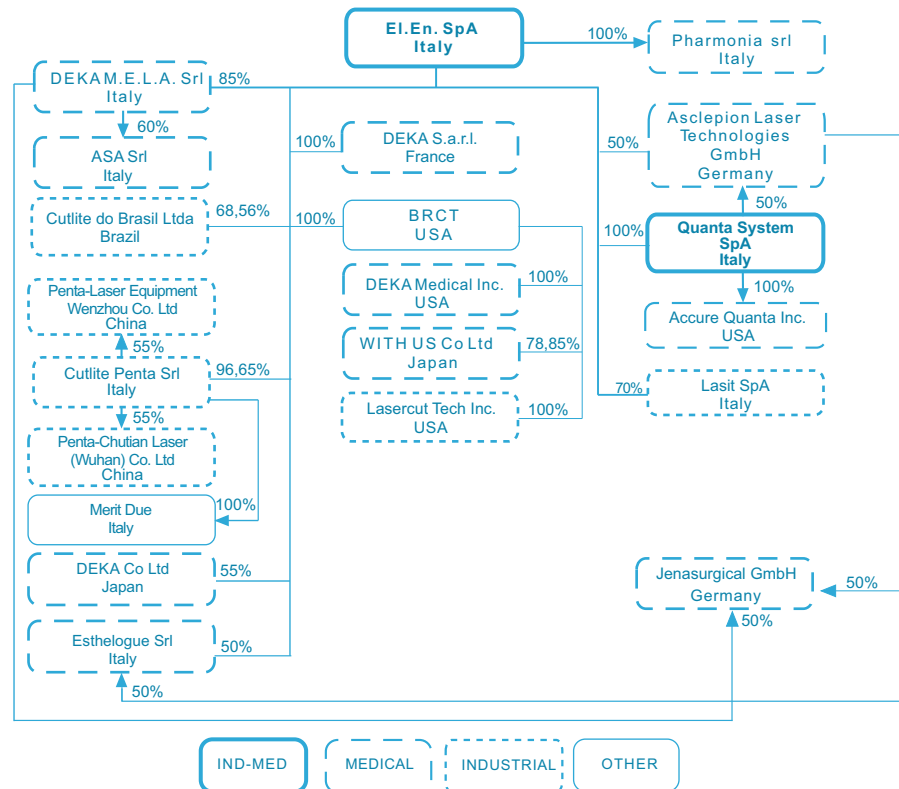 El.En. SpA
Italy
100%
Pharmonia srl
Italy
DEKA M.E.L.A. Srl
Italy
85%
60%
ASA Srl
Italy
100%
DEKA S.a.r.l.
France
50%
Asclepion Laser
Technologies
GmbH
Germany
50%
Cutlite do Brasil Ltda
Brazil
68,56%
100%
BRCT
USA
100%
Quanta System
SpA
Italy
100%
Penta-Laser Equipment
Wenzhou Co. Ltd
China
55%
DEKA Medical Inc.
USA
100%
Accure Quanta Inc.
USA
Cutlite Penta Srl
Italy
96,65%
55%
WITH US Co Ltd
Japan
78,85%
70%
Lasit SpA
Italy
Lasercut Tech Inc.
USA
100%
Penta-Chutian Laser
(Wuhan) Co. Ltd
China
Merit Due
Italy
100%
DEKA Co Ltd
Japan
55%
Jenasurgical GmbH
Germany
50%
50%
Esthelogue Srl
Italy
50%
50%
IND-MED
MEDICAL
INDUSTRIAL
OTHER